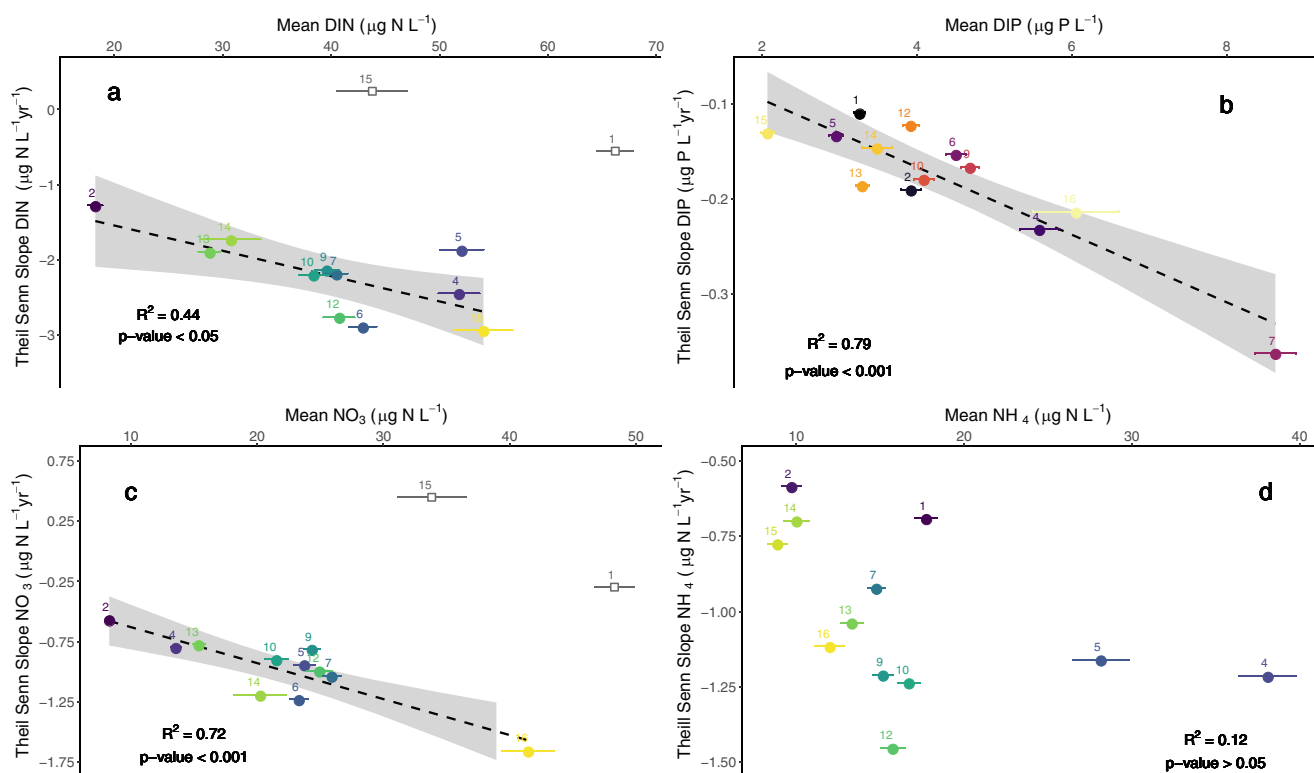 Mean DIN (μg N L⁻¹)
20 30 40 50 60 70
Theil Senn Slope DIN (μg N L⁻¹yr⁻¹)
0
−1
−2
−3
a
15
1
2
14
13
5
10
9
7
4
12
6
R² = 0.44
p−value < 0.05
Mean DIP (μg P L⁻¹)
2 4 6 8
Theil Senn Slope DIP (μg P L⁻¹yr⁻¹)
−0.1
−0.2
−0.3
b
1
12
15
5
14
6
9
13
10
2
16
4
7
R² = 0.79
p−value < 0.001
Mean NO₃ (μg N L⁻¹)
10 20 30 40 50
Theil Senn Slope NO₃ (μg N L⁻¹yr⁻¹)
0.75
0.25
−0.25
−0.75
−1.25
−1.75
c
15
1
2
4
13
10
9
5
12
7
14
6
16
R² = 0.72
p−value < 0.001
Mean NH₄ (μg N L⁻¹)
10 20 30 40
Theill Senn Slope NH₄ (μg N L⁻¹yr⁻¹)
−0.50
−0.75
−1.00
−1.25
−1.50
d
2
14
1
15
7
13
16
9
10
5
4
12
R² = 0.12
p−value > 0.05